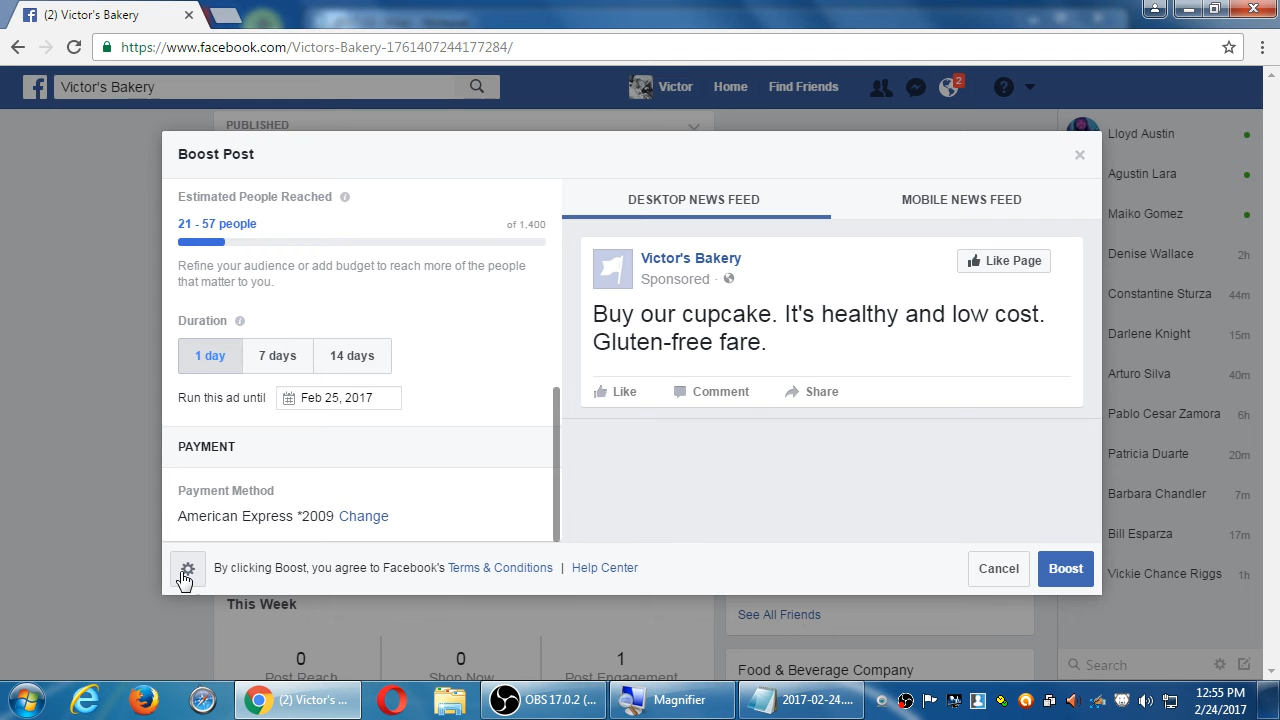 (2) Victor's Bakery
https://www.facebook.com/Victors-Bakery-1761407244177284/
Victor's Bakery
Victor
Home
Find Friends
2
PUBLISHED
Boost Post
Estimated People Reached
21 - 57 people
of 1,400
Refine your audience or add budget to reach more of the people
that matter to you.
Duration
1 day
7 days
14 days
Run this ad until
Feb 25, 2017
PAYMENT
Payment Method
American Express *2009 Change
By clicking Boost, you agree to Facebook's Terms & Conditions | Help Center
Cancel
Boost
DESKTOP NEWS FEED
MOBILE NEWS FEED
Victor's Bakery
Sponsored ·
Like Page
Buy our cupcake. It's healthy and low cost.
Gluten-free fare.
Like
Comment
Share
Lloyd Austin
Agustin Lara
Maiko Gomez
Denise Wallace 2h
Constantine Sturza 44m
Darlene Knight 15m
Arturo Silva 40m
Pablo Cesar Zamora 6h
Patricia Duarte 20m
Barbara Chandler 7m
Bill Esparza 17m
Vickie Chance Riggs 1h
Search
This Week
0
Post Reach
0
Shop Now
1
Post Engagement
See All Friends
Food & Beverage Company
(2) Victor's ...
OBS 17.0.2 (...
Magnifier
2017-02-24....
12:55 PM
2/24/2017